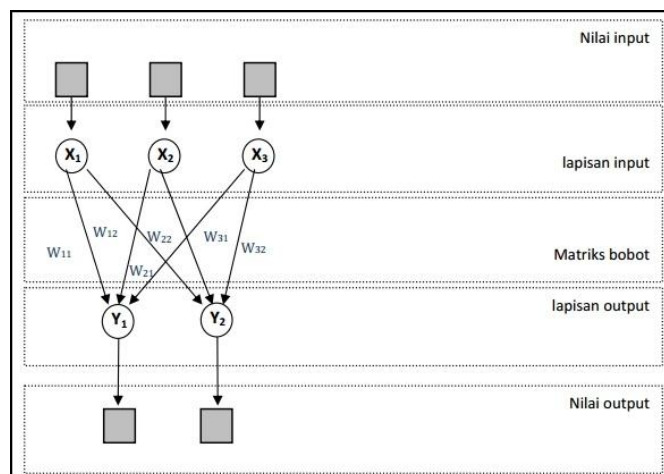 Nilai input
X₁ X₂ X₃
lapisan input
W₁₂ W₂₂ W₃₁
W₁₁ W₃₂
Matriks bobot
W₂₁
lapisan output
Y₁ Y₂
Nilai output